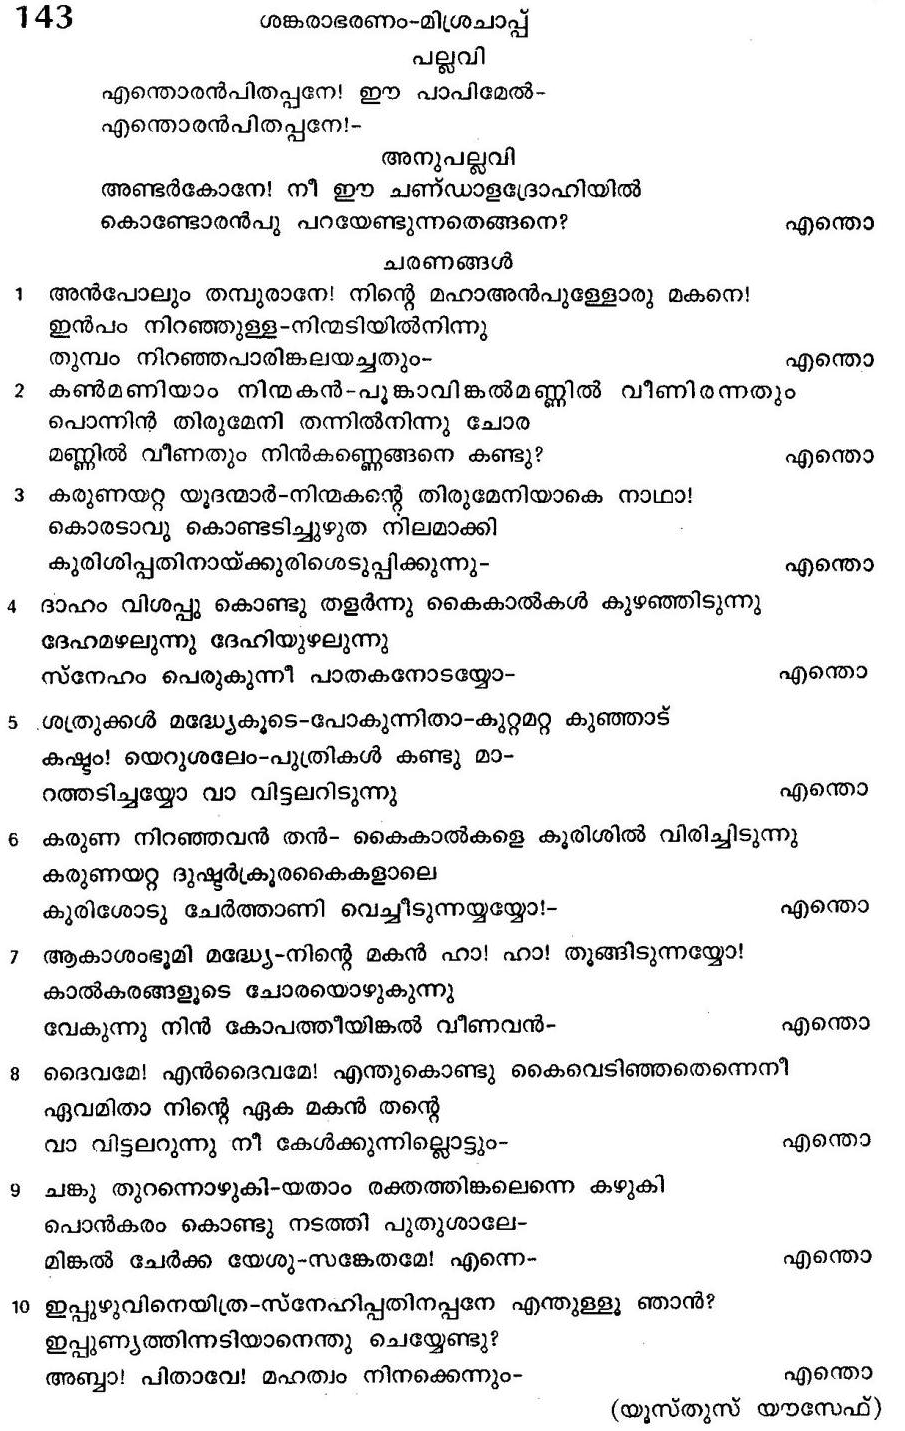 143 ശങ്കരാഭരണം-മിശ്രചാപ്പ്
പല്ലവി
എന്തൊരൻപിതപ്പനേ! ഈ പാപിമേൽ-
എന്തൊരൻപിതപ്പനേ!-
അനുപല്ലവി
അണ്ടർകോനേ! നീ ഈ ചണ്ഡാളദ്രോഹിയിൽ
കൊണ്ടോരൻപു പറയേണ്ടുന്നതെങ്ങനെ? എന്തൊ
ചരണങ്ങൾ
1 അൻപോലും തമ്പുരാനേ! നിന്റെ മഹാഅൻപുള്ളോരു മകനെ!
ഇൻപം നിറഞ്ഞുള്ള-നിന്മടിയിൽനിന്നു
തുമ്പം നിറഞ്ഞപാരിങ്കലയച്ചതും- എന്തൊ
2 കൺമണിയാം നിന്മകൻ-പൂങ്കാവിങ്കൽമണ്ണിൽ വീണിരന്നതും
പൊന്നിൻ തിരുമേനി തന്നിൽനിന്നു ചോര
മണ്ണിൽ വീണതും നിൻകണ്ണെങ്ങനെ കണ്ടു? എന്തൊ
3 കരുണയറ്റ യൂദന്മാർ-നിന്മകന്റെ തിരുമേനിയാകെ നാഥാ!
കൊരടാവു കൊണ്ടടിച്ചുഴുത നിലമാക്കി
കുരിശിപ്പതിനായ്ക്കുരിശെടുപ്പിക്കുന്നു- എന്തൊ
4 ദാഹം വിശപ്പു കൊണ്ടു തളർന്നു കൈകാൽകൾ കുഴഞ്ഞിടുന്നു
ദേഹമഴലുന്നു ദേഹിയുഴലുന്നു
സ്നേഹം പെരുകുന്നീ പാതകനോടയ്യോ- എന്തൊ
5 ശത്രുക്കൾ മദ്ധ്യേകൂടെ-പോകുന്നിതാ-കുറ്റമറ്റ കുഞ്ഞാട്
കഷ്ടം! യെറുശലേം-പുത്രികൾ കണ്ടു മാ-
റത്തടിച്ചയ്യോ വാ വിട്ടലറിടുന്നു എന്തൊ
6 കരുണ നിറഞ്ഞവൻ തൻ- കൈകാൽകളെ കൂരിശിൽ വിരിച്ചിടുന്നു
കരുണയറ്റ ദുഷ്ടർക്രൂരകൈകളാലെ
കുരിശോടു ചേർത്താണി വെച്ചീടുന്നയ്യയ്യോ!- എന്തൊ
7 ആകാശംഭൂമി മദ്ധ്യേ-നിന്റെ മകൻ ഹാ! ഹാ! തൂങ്ങിടുന്നയ്യോ!
കാൽകരങ്ങളൂടെ ചോരയൊഴുകുന്നു
വേകുന്നു നിൻ കോപത്തീയിങ്കൽ വീണവൻ- എന്തൊ
8 ദൈവമേ! എൻദൈവമേ! എന്തുകൊണ്ടു കൈവെടിഞ്ഞതെന്നെനീ
ഏവമിതാ നിന്റെ ഏക മകൻ തന്റെ
വാ വിട്ടലറുന്നു നീ കേൾക്കുന്നില്ലൊട്ടും- എന്തൊ
9 ചങ്കു തുറന്നൊഴുകി-യതാം രക്തത്തിങ്കലെന്നെ കഴുകി
പൊൻകരം കൊണ്ടു നടത്തി പുതുശാലേ-
മിങ്കൽ ചേർക്ക യേശു-സങ്കേതമേ! എന്നെ- എന്തൊ
10 ഇപ്പുഴുവിനെയിത്ര-സ്നേഹിപ്പതിനപ്പനേ എന്തുള്ളൂ ഞാൻ?
ഇപ്പുണ്യത്തിന്നടിയാനെന്തു ചെയ്യേണ്ടു?
അബ്ബാ! പിതാവേ! മഹത്വം നിനക്കെന്നും- എന്തൊ
(യൂസ്തുസ് യൗസേഫ്)